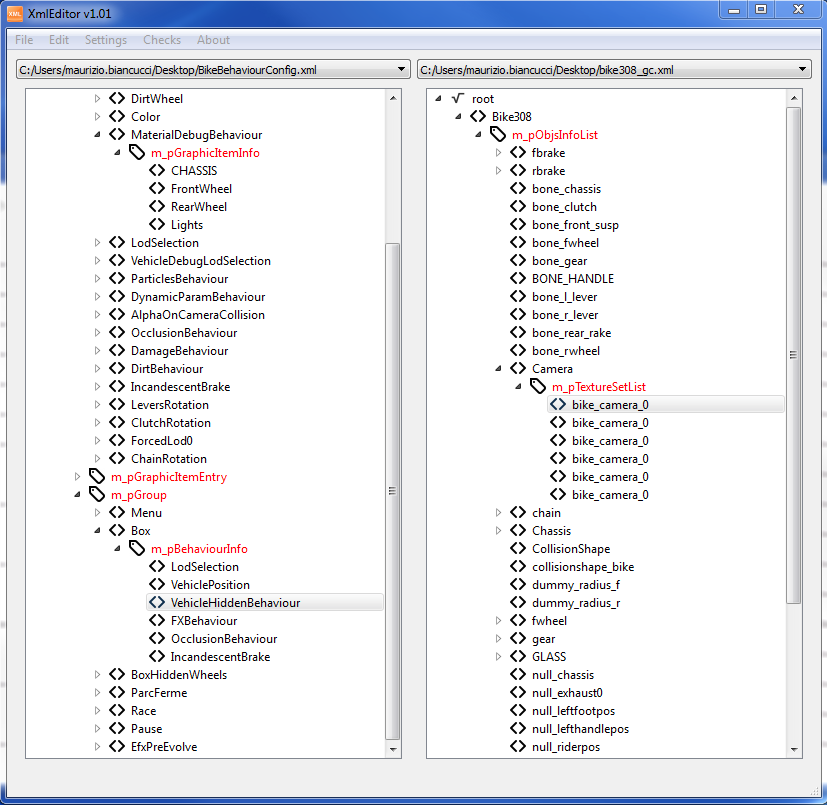 XmlEditor v1.01
File Edit Settings Checks About
C:/Users/maurizio.biancucci/Desktop/BikeBehaviourConfig.xml
DirtWheel
Color
MaterialDebugBehaviour
m_pGraphicItemInfo
CHASSIS
FrontWheel
RearWheel
Lights
LodSelection
VehicleDebugLodSelection
ParticlesBehaviour
DynamicParamBehaviour
AlphaOnCameraCollision
OcclusionBehaviour
DamageBehaviour
DirtBehaviour
IncandescentBrake
LeversRotation
ClutchRotation
ForcedLod0
ChainRotation
m_pGraphicItemEntry
m_pGroup
Menu
Box
m_pBehaviourInfo
LodSelection
VehiclePosition
VehicleHiddenBehaviour
FXBehaviour
OcclusionBehaviour
IncandescentBrake
BoxHiddenWheels
ParcFerme
Race
Pause
EfxPreEvolve
C:/Users/maurizio.biancucci/Desktop/bike308_gc.xml
root
Bike308
m_pObjsInfoList
fbrake
rbrake
bone_chassis
bone_clutch
bone_front_susp
bone_fwheel
bone_gear
BONE_HANDLE
bone_l_lever
bone_r_lever
bone_rear_rake
bone_rwheel
Camera
m_pTextureSetList
bike_camera_0
bike_camera_0
bike_camera_0
bike_camera_0
bike_camera_0
bike_camera_0
chain
Chassis
CollisionShape
collisionshape_bike
dummy_radius_f
dummy_radius_r
fwheel
gear
GLASS
null_chassis
null_exhaust0
null_leftfootpos
null_lefthandlepos
null_riderpos